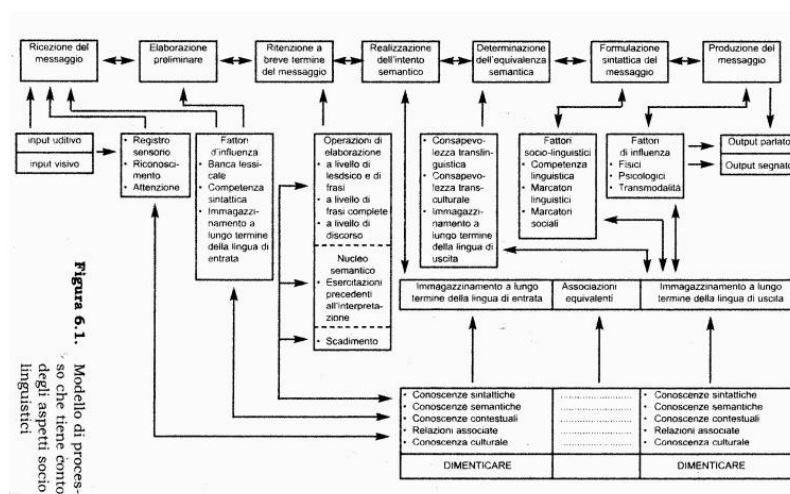 Ricezione del
messaggio
Elaborazione
preliminare
Ritenzione a
breve termine
del messaggio
Realizzazione
dell'intento
semantico
Determinazione
dell'equivalenza
semantica
Formulazione
sintattica del
messaggio
Produzione del
messaggio
input uditivo
input visivo
• Registro
sensorio
• Riconosci-
mento
• Attenzione
Fattori
d'influenza
• Banca lessi-
cale
• Competenza
sintattica
• Immagazzi-
namento a
lungo termine
della lingua di
entrata
Operazioni di
elaborazione
• a livello di
lesdsico e di
frasi
• a livello di
frasi complete
• a livello di
discorso
Nucleo
semantico
• Esercitazioni
precedenti
all'interpreta-
zione
• Scadimento
• Consapevo-
lezza translin-
guistica
• Consapevo-
lezza trans-
culturale
• Immagazzi-
namento a
lungo termine
della lingua di
uscita
Fattori
socio-linguistici
• Competenza
linguistica
• Marcatori
linguistici
• Marcatori
sociali
Fattori
di influenza
• Fisici
• Psicologici
• Transmodalità
Output parlato
Output segnato
Immagazzinamento a lungo
termine della lingua di entrata
Associazioni
equivalenti
Immagazzinamento a lungo
termine della lingua di uscita
• Conoscenze sintattiche
• Conoscenze semantiche
• Conoscenze contestuali
• Relazioni associate
• Conoscenza culturale
DIMENTICARE
• Conoscenze sintattiche
• Conoscenze semantiche
• Conoscenze contestuali
• Relazioni associate
• Conoscenza culturale
DIMENTICARE
Figura 6.1. Modello di proces-
so che tiene conto
degli aspetti socio
linguistici